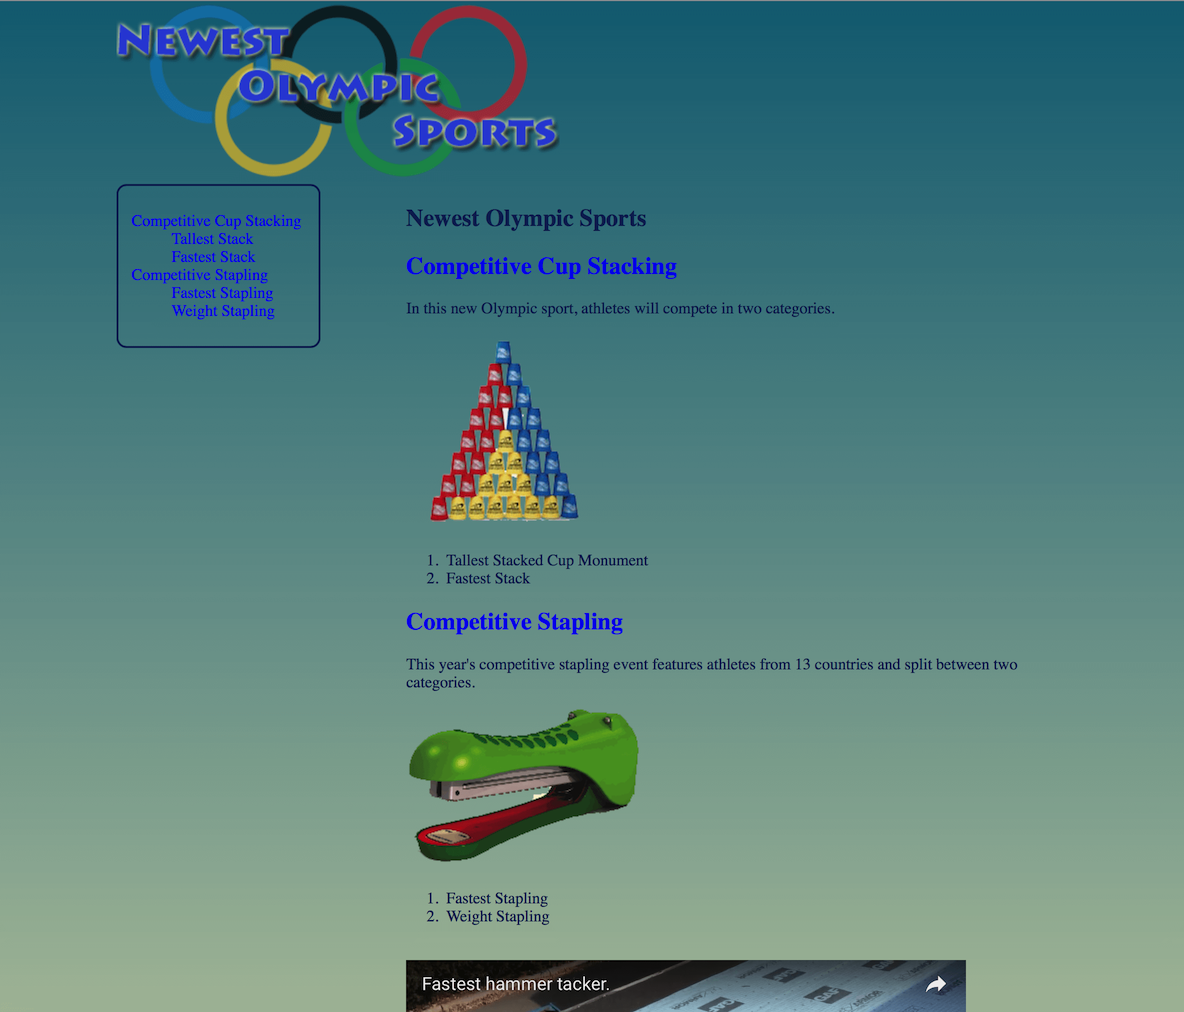 Newest
Olympic
Sports
Competitive Cup Stacking
Tallest Stack
Fastest Stack
Competitive Stapling
Fastest Stapling
Weight Stapling
Newest Olympic Sports
Competitive Cup Stacking
In this new Olympic sport, athletes will compete in two categories.
1. Tallest Stacked Cup Monument
2. Fastest Stack
Competitive Stapling
This year's competitive stapling event features athletes from 13 countries and split between two
categories.
1. Fastest Stapling
2. Weight Stapling
Fastest hammer tacker.